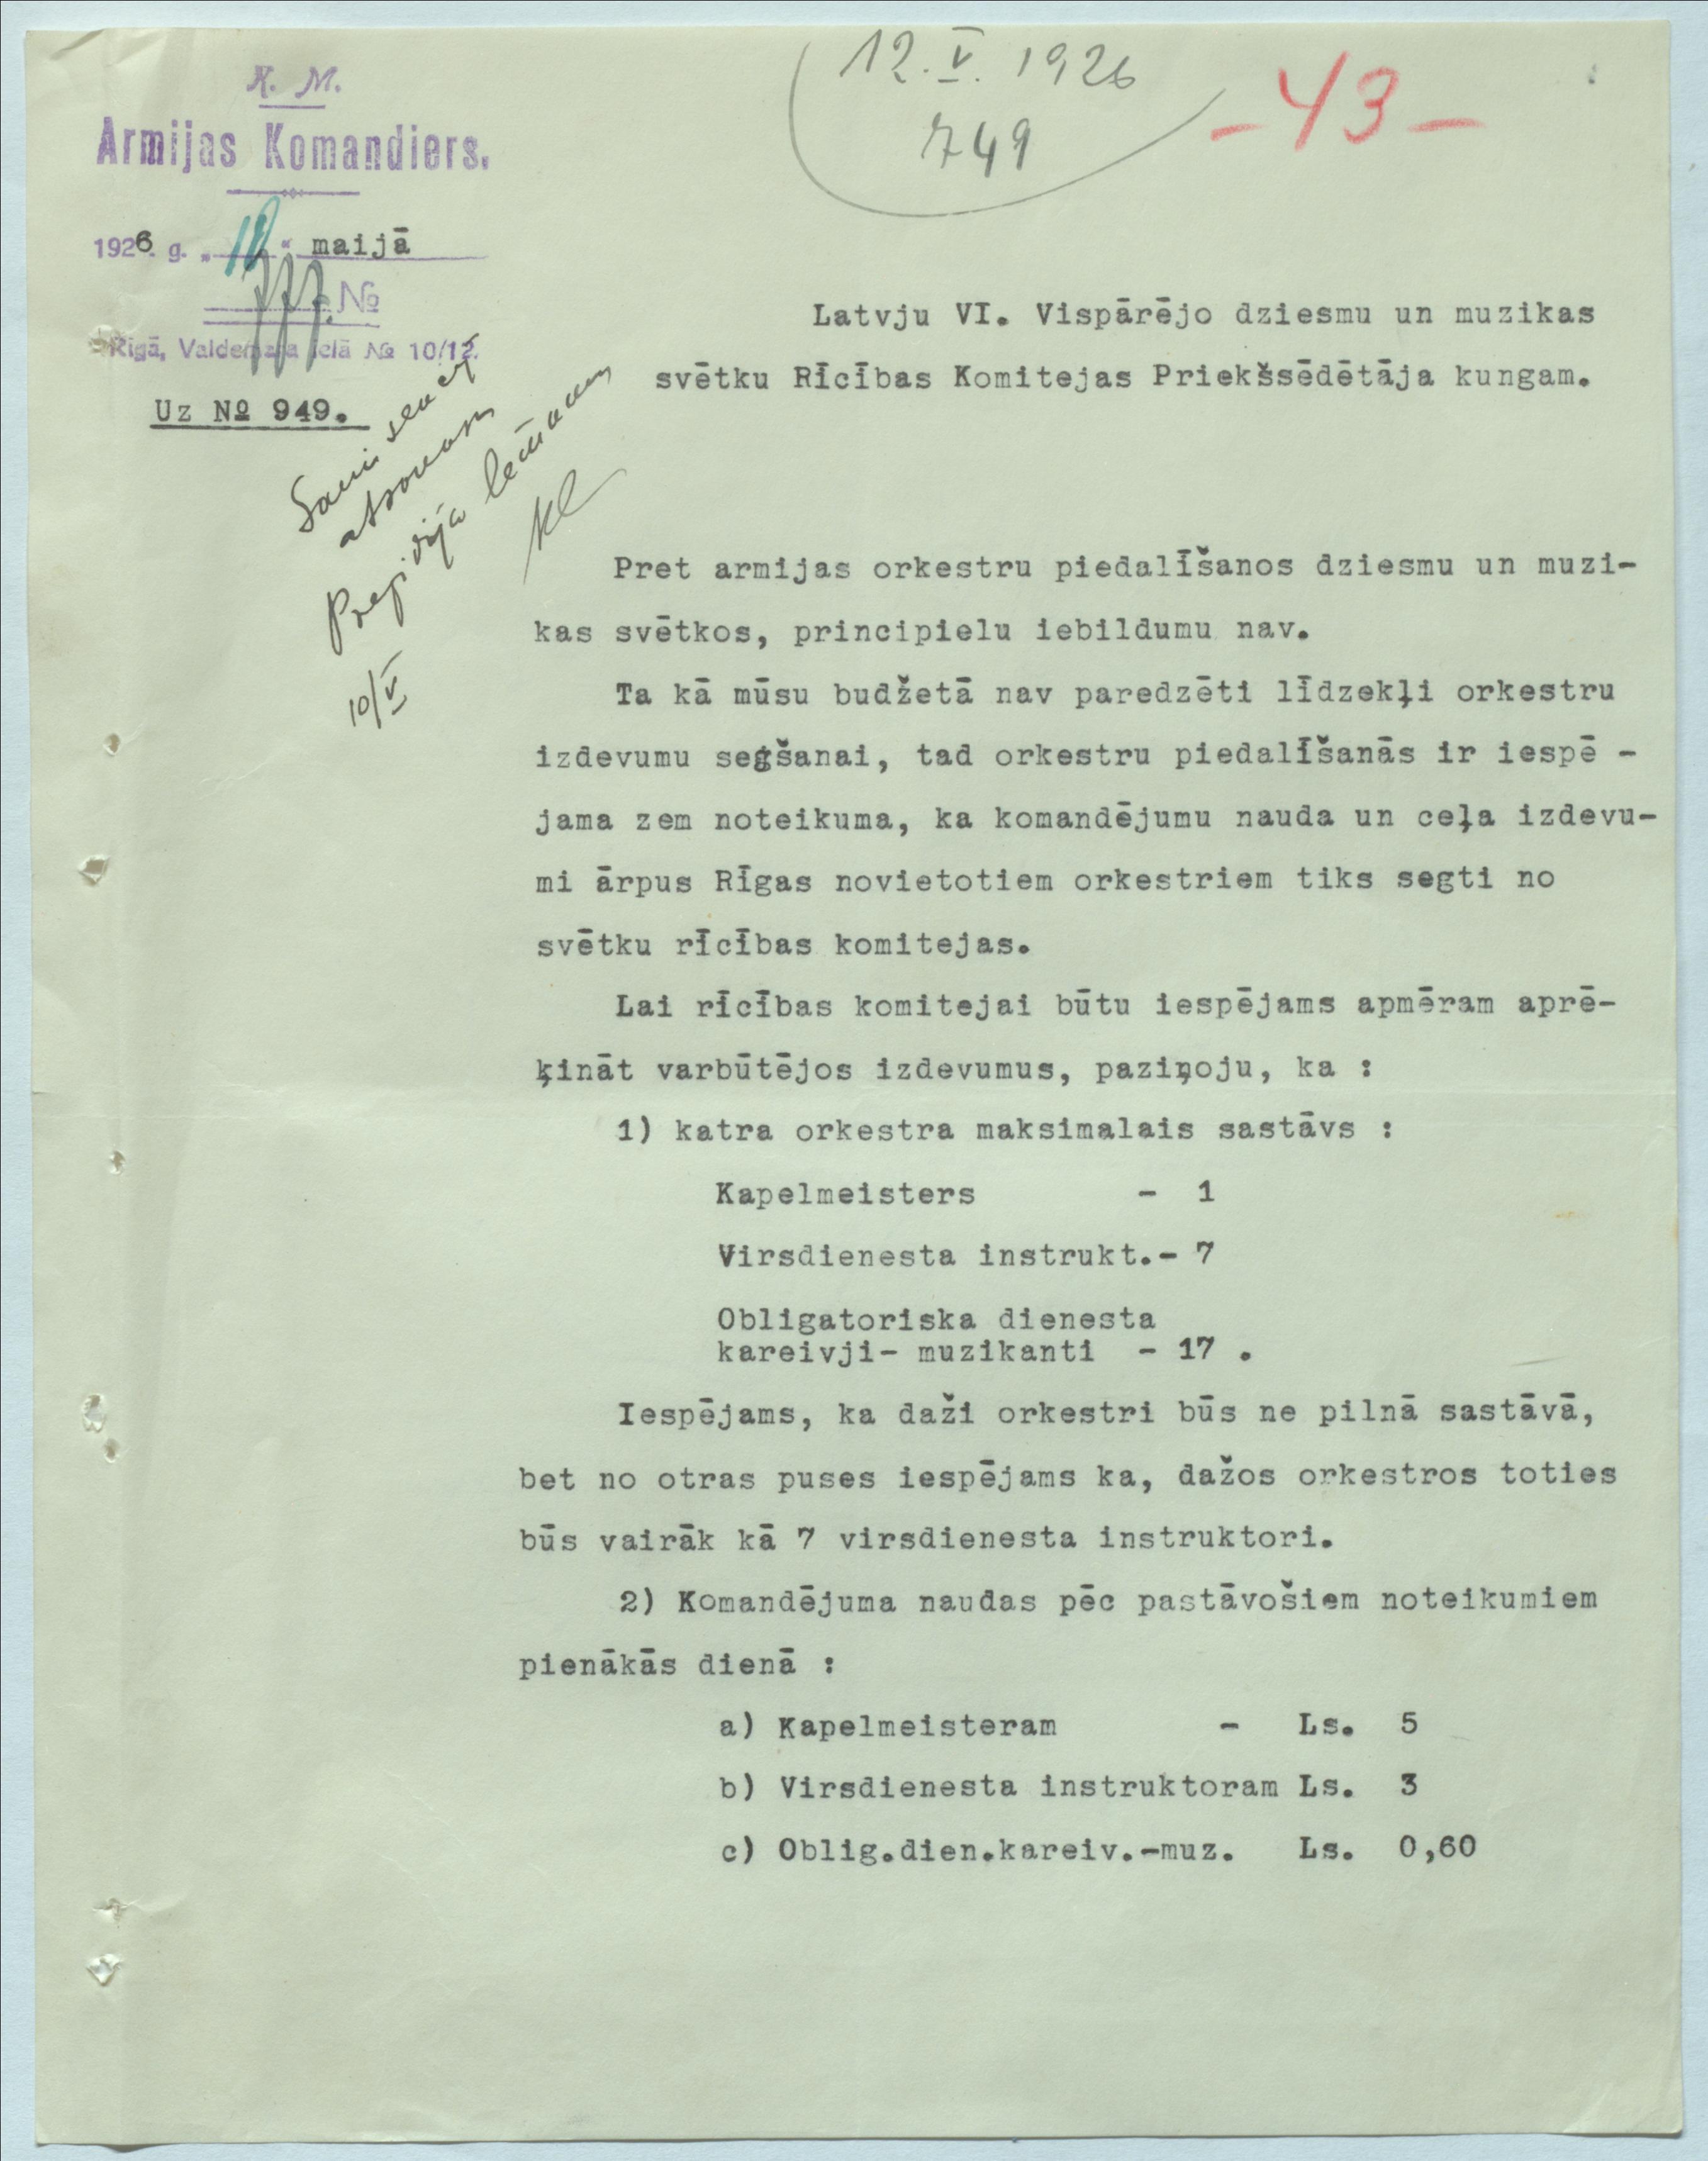 12. V. 1926
749
- 43 -
K. M.
Armijas Komandiers.
1926. g. „ “ maijā
№
Rīgā, Valdemara ielā № 10/12.
Uz № 949.
Latvju VI. Vispārējo dziesmu un muzikas
svētku Rīcības Komitejas Priekšsēdētāja kungam.
10/V
Pret armijas orkestru piedalīšanos dziesmu un muzi-
kas svētkos, principielu iebildumu nav.
Ta kā mūsu budžetā nav paredzēti līdzekļi orkestru
izdevumu segšanai, tad orkestru piedalīšanās ir iespē -
jama zem noteikuma, ka komandējumu nauda un ceļa izdevu-
mi ārpus Rīgas novietotiem orkestriem tiks segti no
svētku rīcības komitejas.
Lai rīcības komitejai būtu iespējams apmēram aprē-
ķināt varbūtējos izdevumus, paziņoju, ka :
1) katra orkestra maksimalais sastāvs :
Kapelmeisters - 1
Virsdienesta instrukt.- 7
Obligatoriska dienesta
kareivji- muzikanti - 17 .
Iespējams, ka daži orkestri būs ne pilnā sastāvā,
bet no otras puses iespējams ka, dažos orkestros toties
būs vairāk kā 7 virsdienesta instruktori.
2) Komandējuma naudas pēc pastāvošiem noteikumiem
pienākās dienā :
a) Kapelmeisteram - Ls. 5
b) Virsdienesta instruktoram Ls. 3
c) Oblig.dien.kareiv.-muz. Ls. 0,60